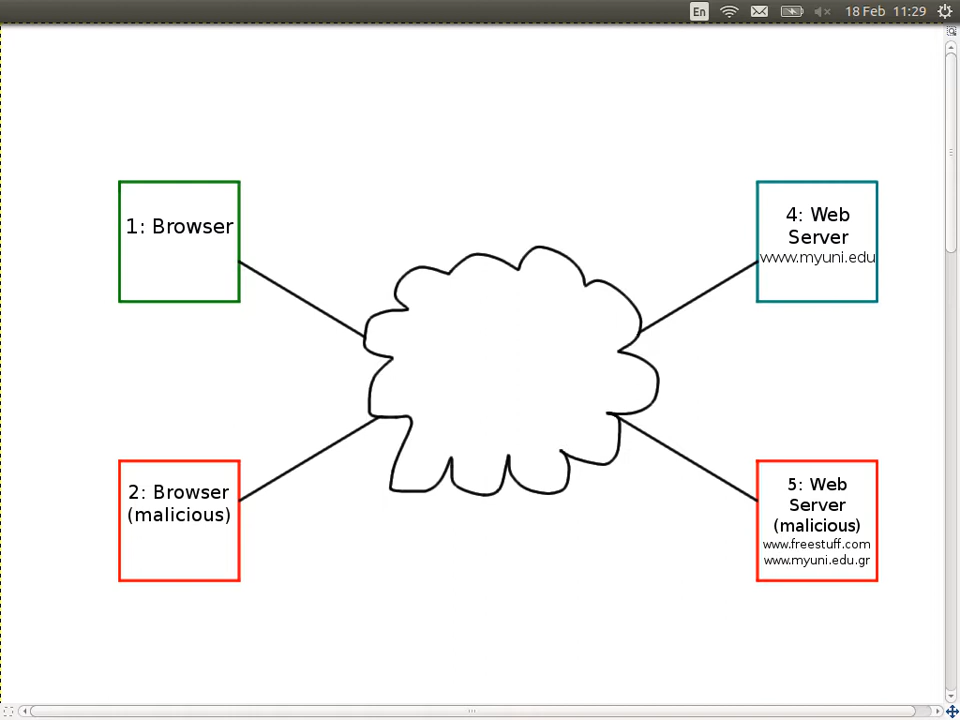 En
18 Feb 11:29
1: Browser
4: Web
Server
www.myuni.edu
2: Browser
(malicious)
5: Web
Server
(malicious)
www.freestuff.com
www.myuni.edu.gr